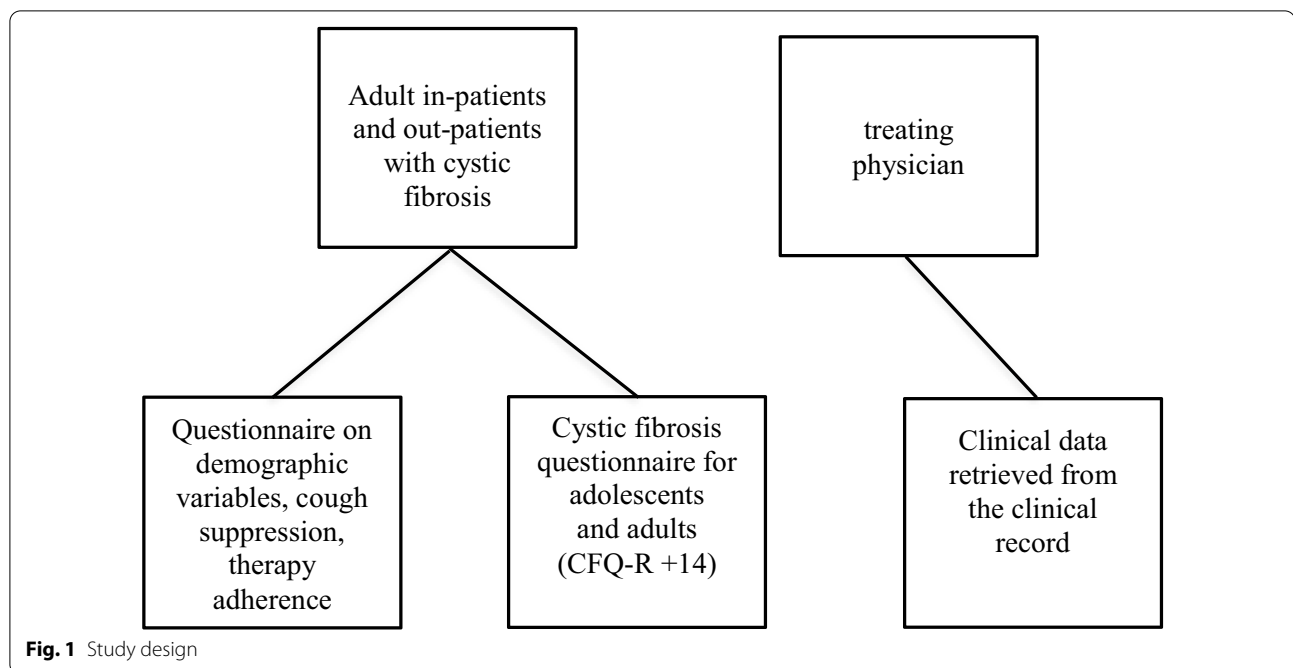 Adult in-patients
and out-patients
with cystic
fibrosis
treating
physician
Questionnaire on
demographic
variables, cough
suppression,
therapy
adherence
Cystic fibrosis
questionnaire for
adolescents
and adults
(CFQ-R +14)
Clinical data
retrieved from
the clinical
record
Fig. 1 Study design